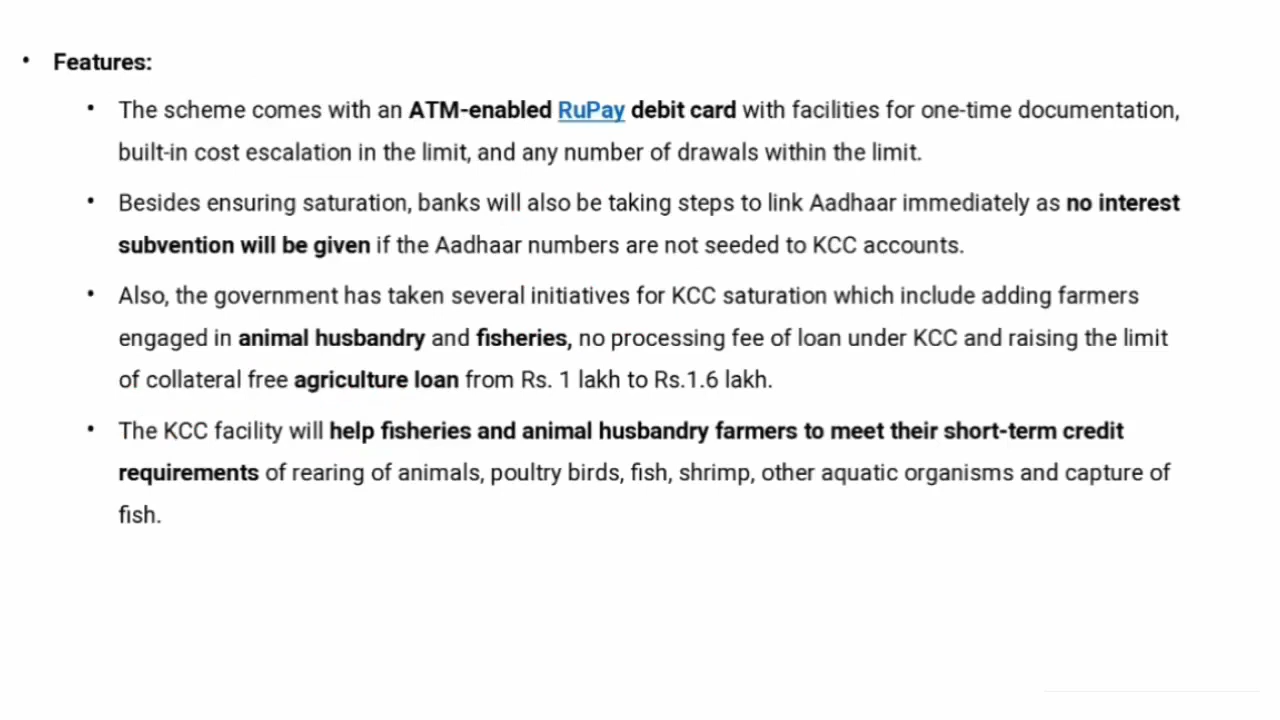 • Features:
• The scheme comes with an ATM-enabled RuPay debit card with facilities for one-time documentation,
built-in cost escalation in the limit, and any number of drawals within the limit.
• Besides ensuring saturation, banks will also be taking steps to link Aadhaar immediately as no interest
subvention will be given if the Aadhaar numbers are not seeded to KCC accounts.
• Also, the government has taken several initiatives for KCC saturation which include adding farmers
engaged in animal husbandry and fisheries, no processing fee of loan under KCC and raising the limit
of collateral free agriculture loan from Rs. 1 lakh to Rs.1.6 lakh.
• The KCC facility will help fisheries and animal husbandry farmers to meet their short-term credit
requirements of rearing of animals, poultry birds, fish, shrimp, other aquatic organisms and capture of
fish.